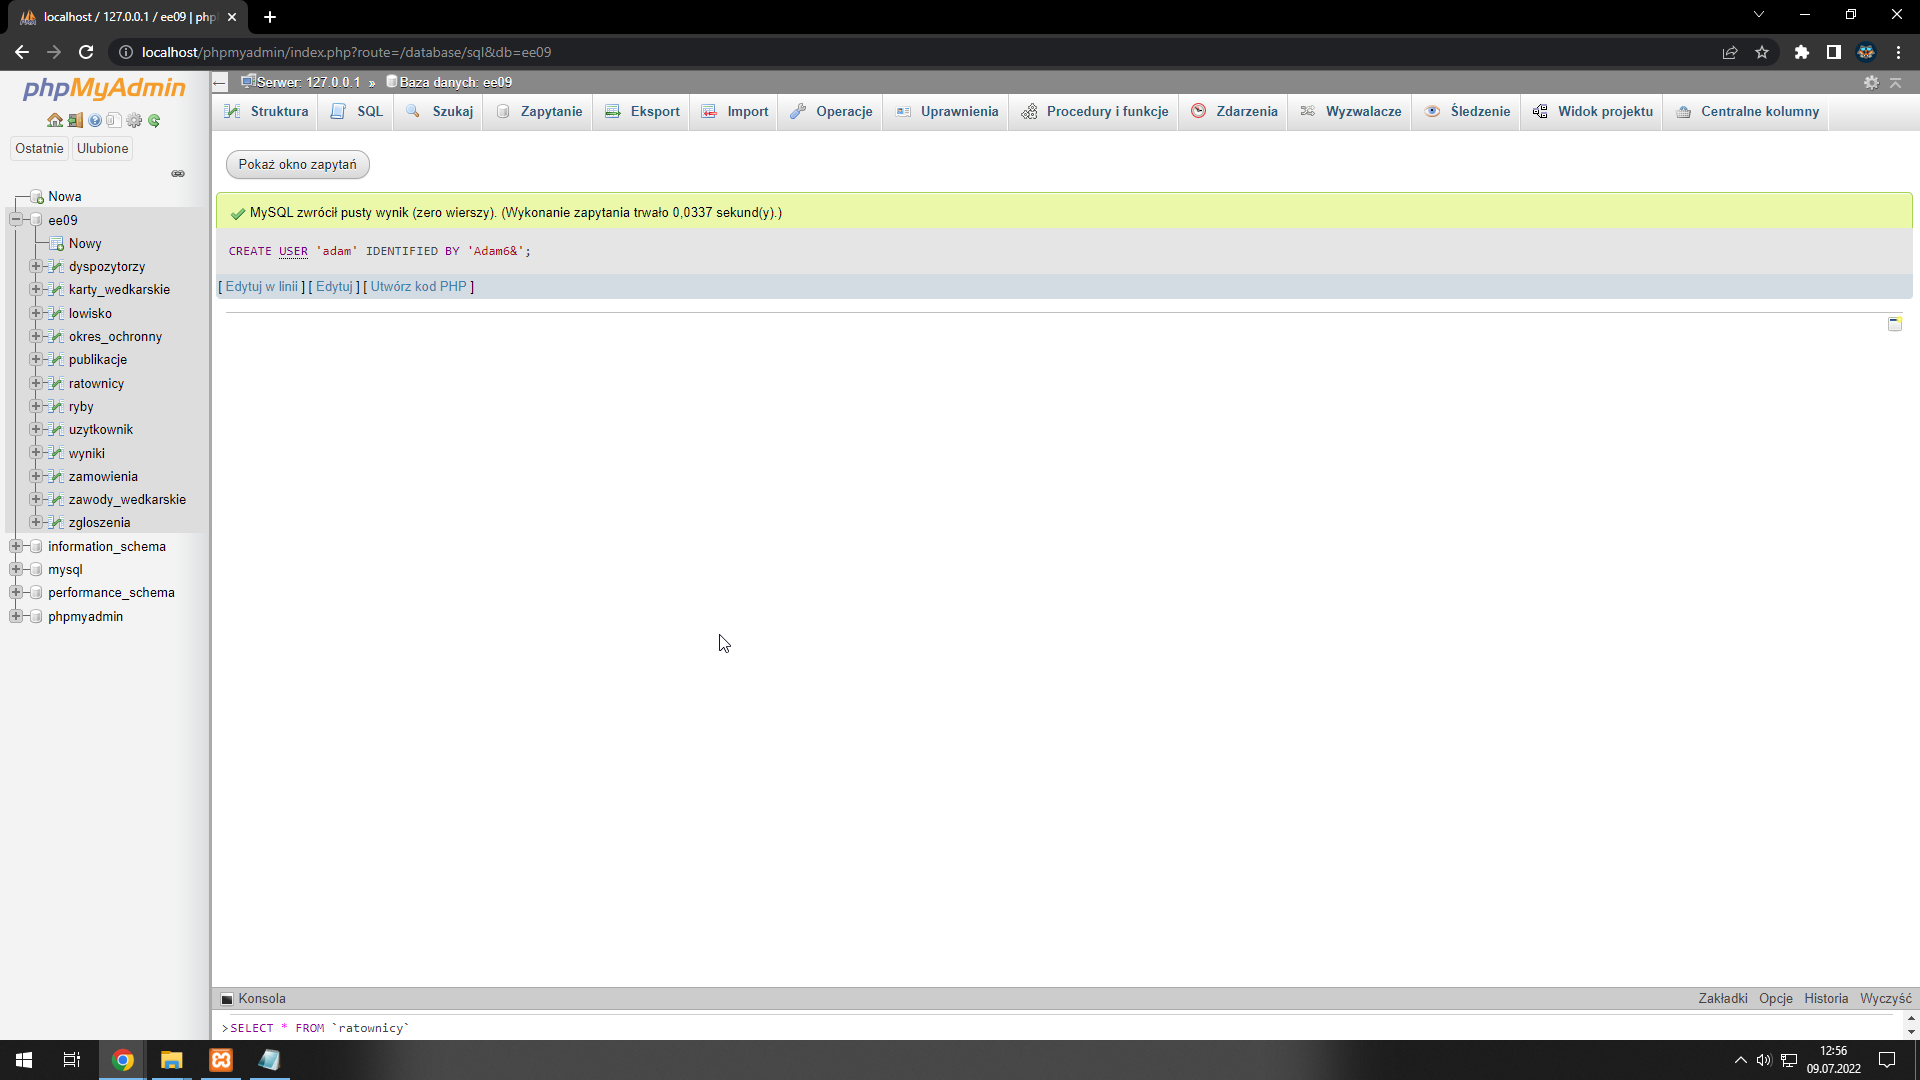 localhost / 127.0.0.1 / ee09 | php
localhost/phpmyadmin/index.php?route=/database/sql&db=ee09
phpMyAdmin
Serwer: 127.0.0.1 » Baza danych: ee09
Struktura SQL Szukaj Zapytanie Eksport Import Operacje Uprawnienia Procedury i funkcje Zdarzenia Wyzwalacze Śledzenie Widok projektu Centralne kolumny
Ostatnie Ulubione
Nowa
ee09
Nowy
dyspozytorzy
karty_wedkarskie
lowisko
okres_ochronny
publikacje
ratownicy
ryby
uzytkownik
wyniki
zamowienia
zawody_wedkarskie
zgloszenia
information_schema
mysql
performance_schema
phpmyadmin
Pokaż okno zapytań
MySQL zwrócił pusty wynik (zero wierszy). (Wykonanie zapytania trwało 0,0337 sekund(y).)
CREATE USER 'adam' IDENTIFIED BY 'Adam6&';
[ Edytuj w linii ] [ Edytuj ] [ Utwórz kod PHP ]
Konsola Zakładki Opcje Historia Wyczyść
>SELECT * FROM `ratownicy`
12:56
09.07.2022